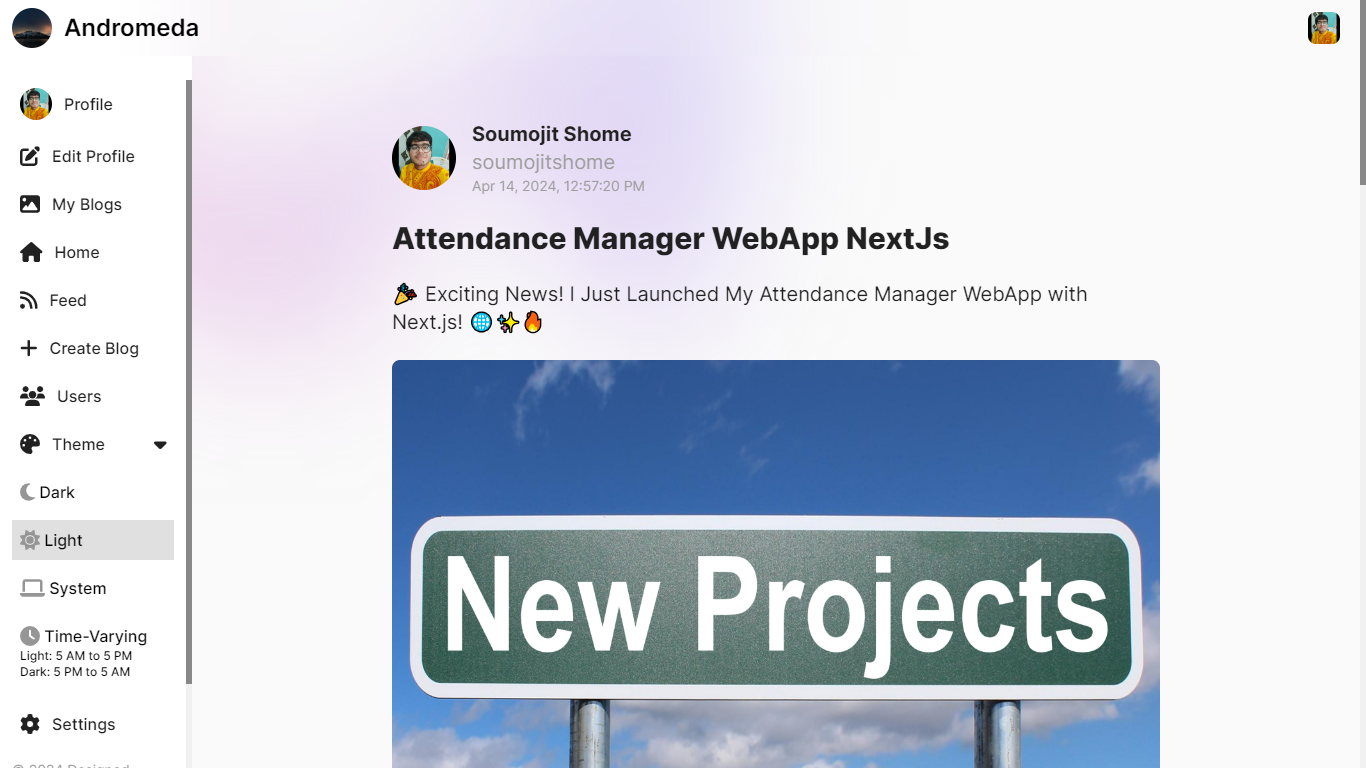 Andromeda
Profile
Edit Profile
My Blogs
Home
Feed
Create Blog
Users
Theme
Dark
Light
System
Time-Varying
Light: 5 AM to 5 PM
Dark: 5 PM to 5 AM
Settings
© 2024 Designed
Soumojit Shome
soumojitshome
Apr 14, 2024, 12:57:20 PM
Attendance Manager WebApp NextJs
🎉 Exciting News! I Just Launched My Attendance Manager WebApp with
Next.js! 🌐✨🔥
New Projects